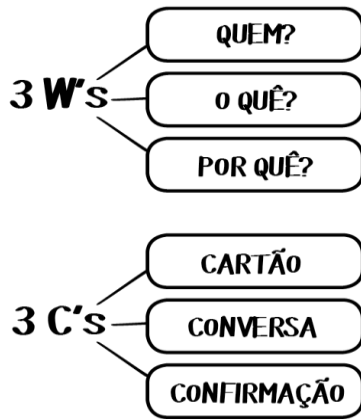 3 W's
QUEM?
O QUÊ?
POR QUÊ?
3 C's
CARTÃO
CONVERSA
CONFIRMAÇÃO